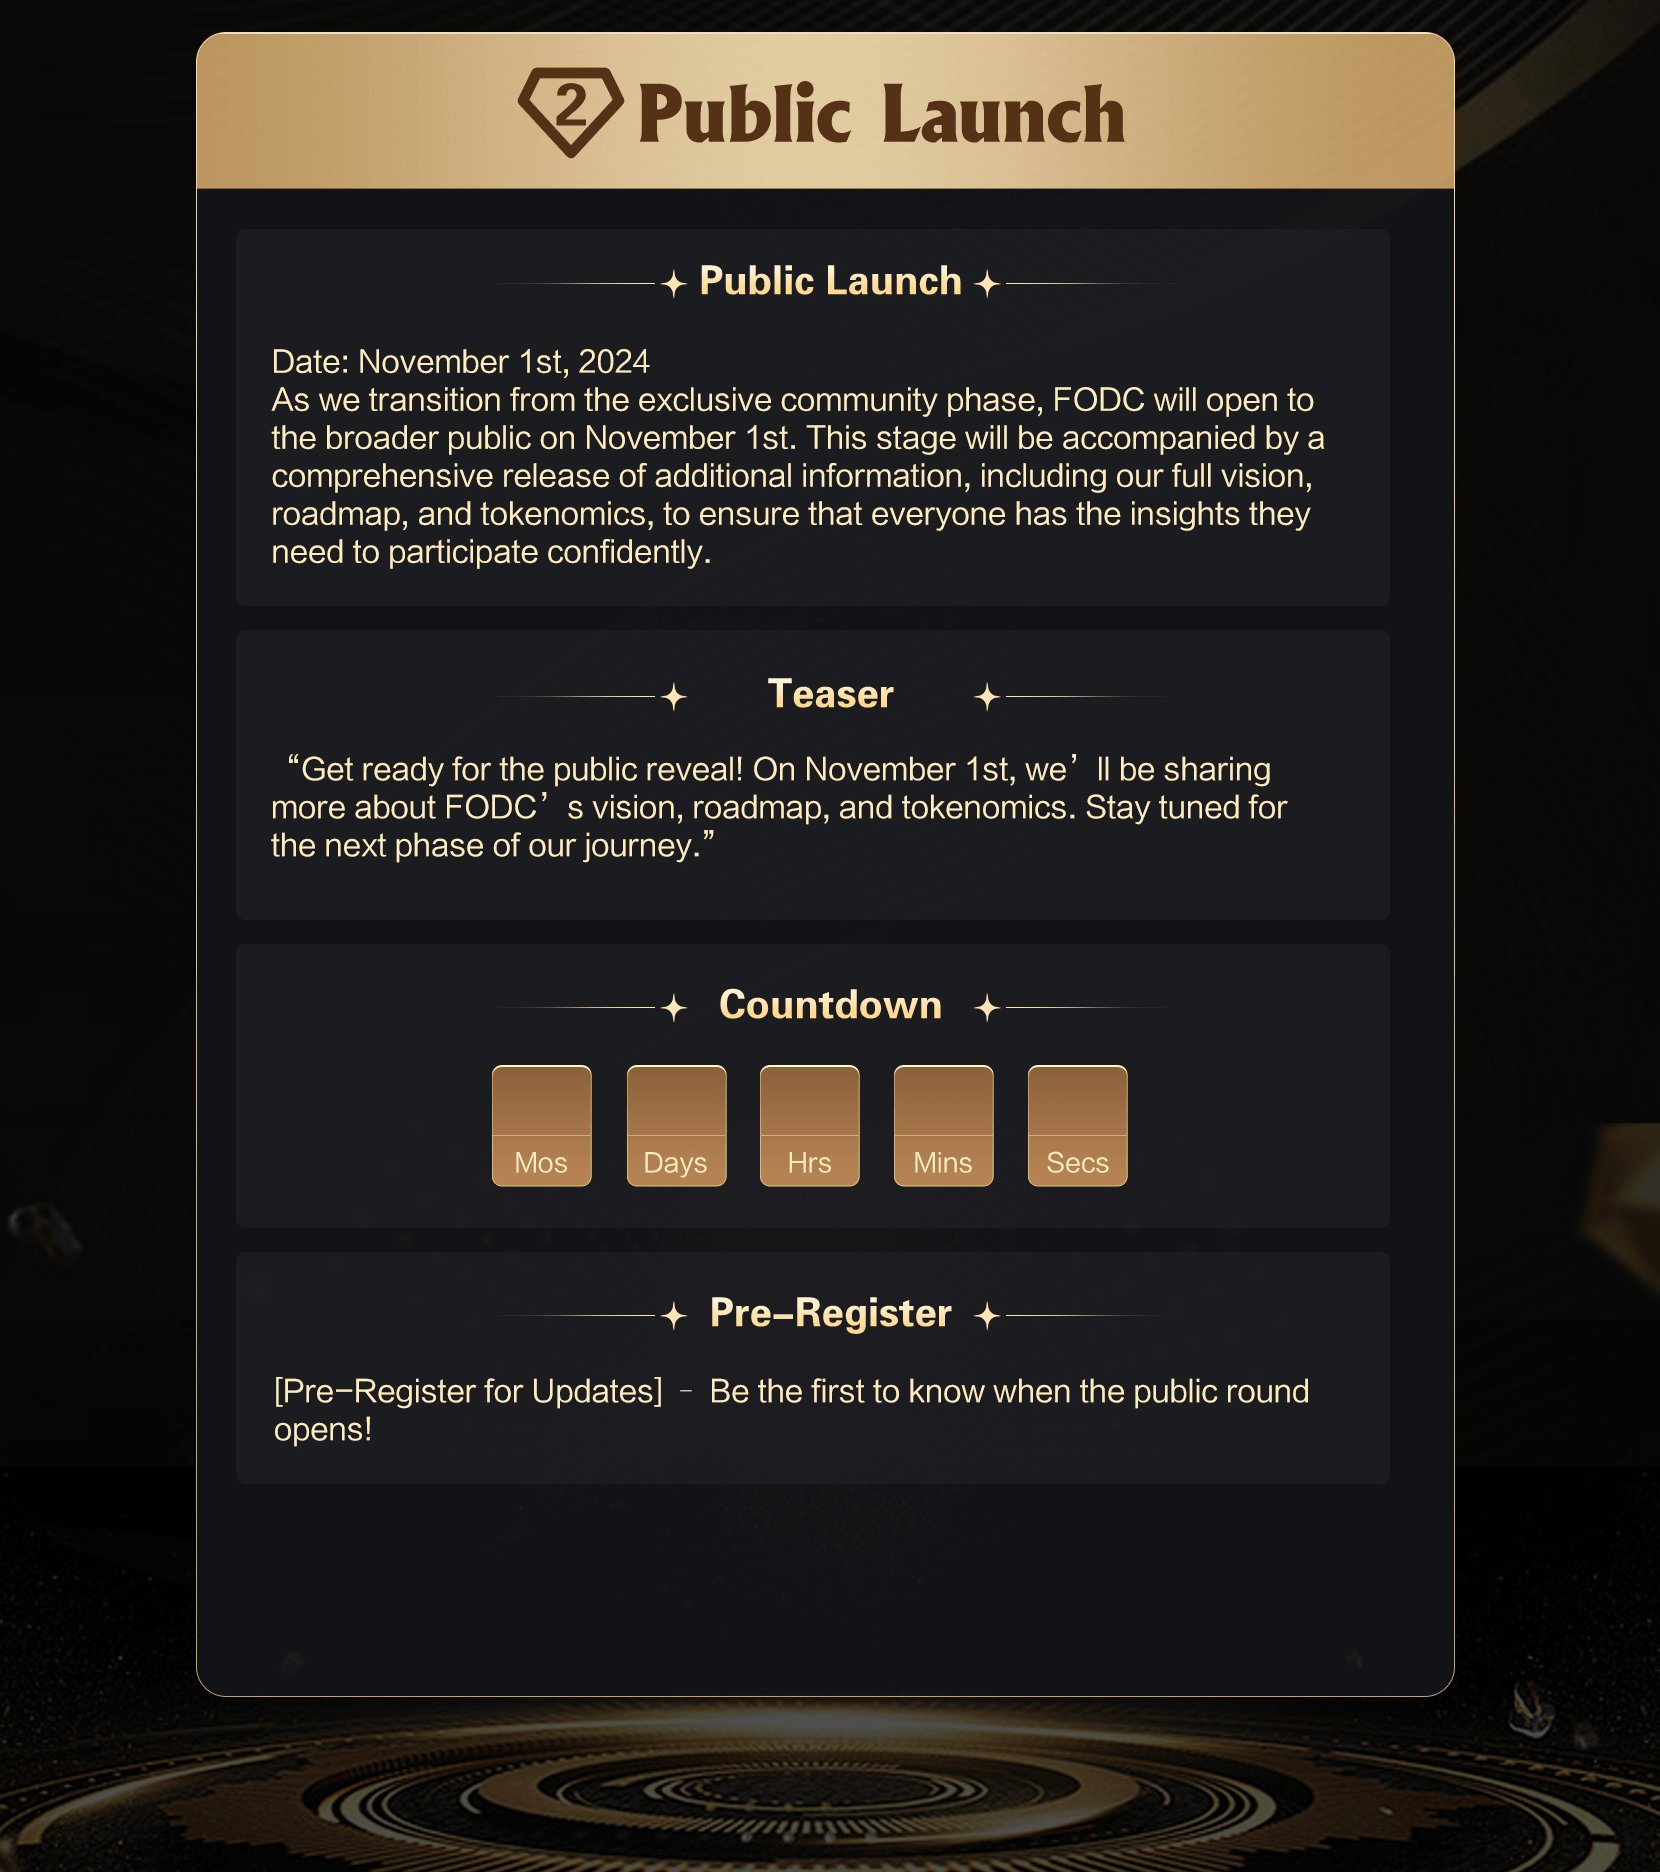 2 Public Launch
Public Launch
Date: November 1st, 2024
As we transition from the exclusive community phase, FODC will open to
the broader public on November 1st. This stage will be accompanied by a
comprehensive release of additional information, including our full vision,
roadmap, and tokenomics, to ensure that everyone has the insights they
need to participate confidently.
Teaser
“Get ready for the public reveal! On November 1st, we’ ll be sharing
more about FODC’ s vision, roadmap, and tokenomics. Stay tuned for
the next phase of our journey.”
Countdown
Mos Days Hrs Mins Secs
Pre-Register
[Pre-Register for Updates] – Be the first to know when the public round
opens!